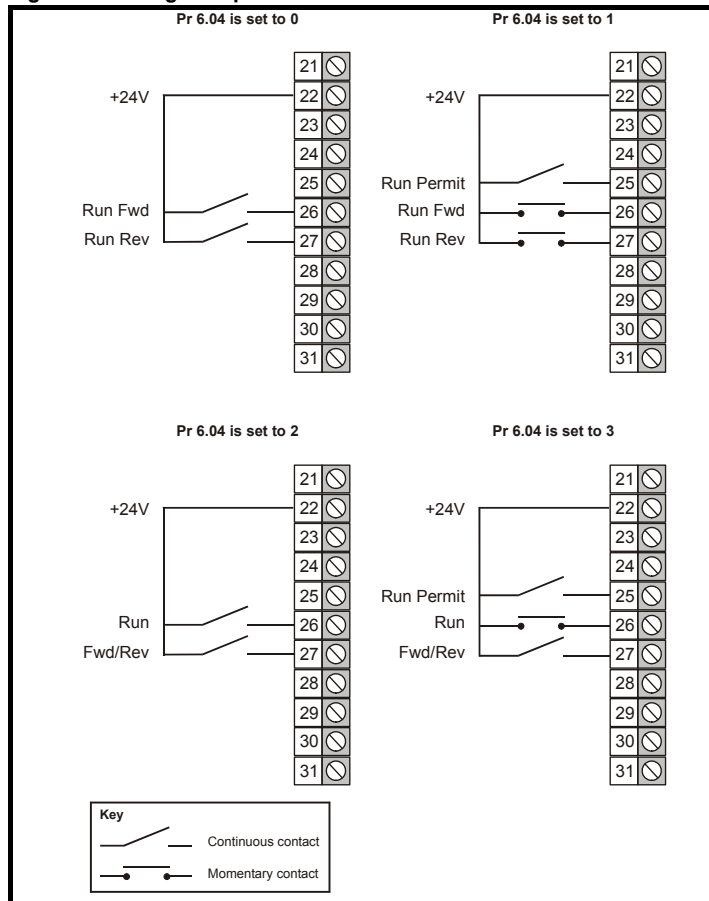 Pr 6.04 is set to 0
21
+24V 22
23
24
25
Run Fwd 26
Run Rev 27
28
29
30
31
Pr 6.04 is set to 1
21
+24V 22
23
24
Run Permit 25
Run Fwd 26
Run Rev 27
28
29
30
31
Pr 6.04 is set to 2
21
+24V 22
23
24
25
Run 26
Fwd/Rev 27
28
29
30
31
Pr 6.04 is set to 3
21
+24V 22
23
24
Run Permit 25
Run 26
Fwd/Rev 27
28
29
30
31
Key
Continuous contact
Momentary contact